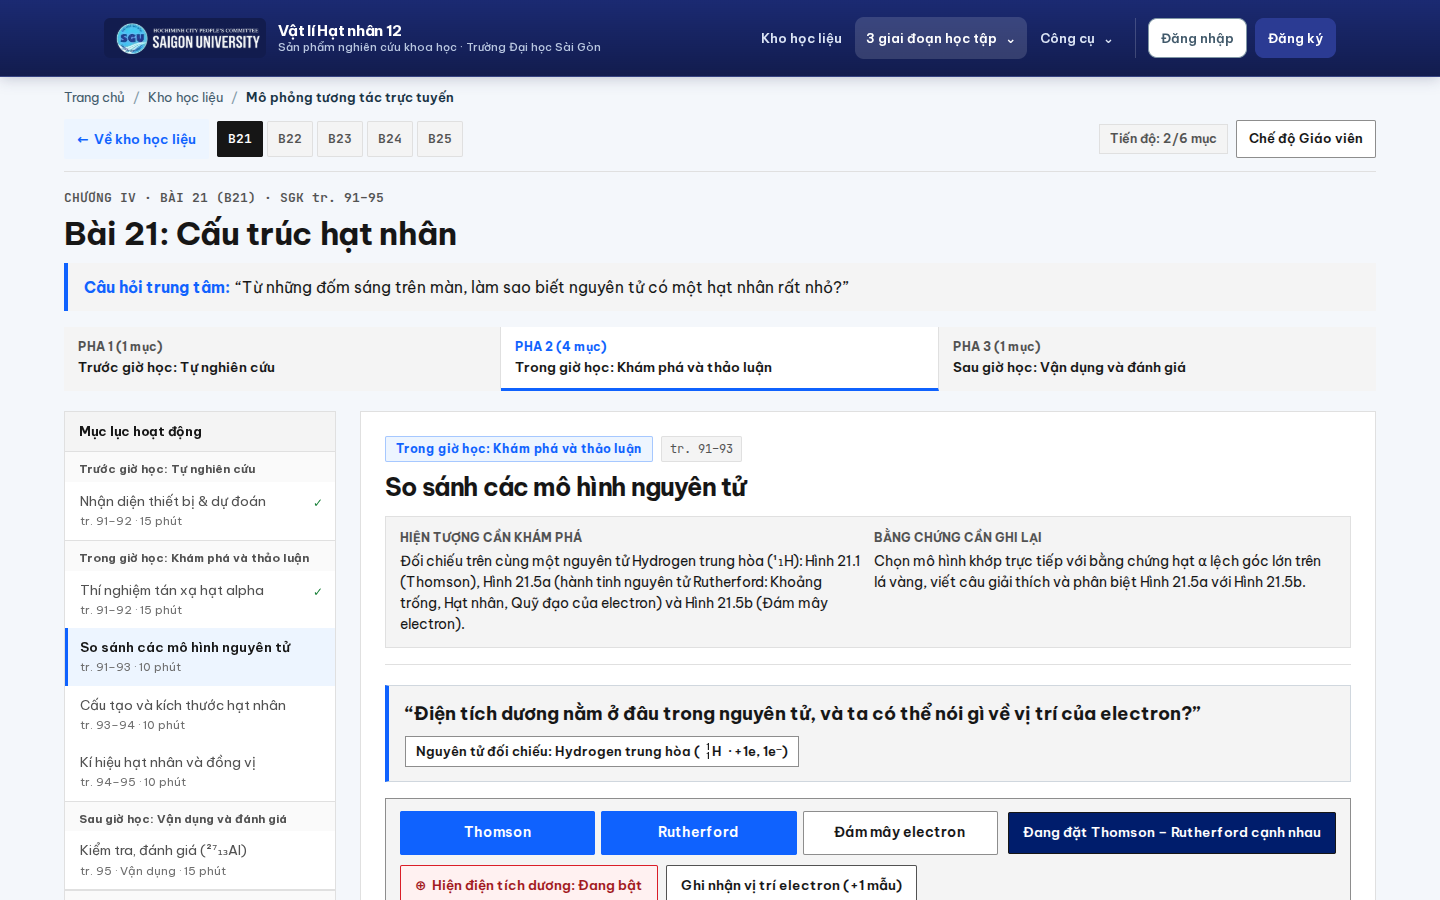 SGU
HOCHIMINH CITY PEOPLE'S COMMITTEE
SAIGON UNIVERSITY
Vật lí Hạt nhân 12
Sản phẩm nghiên cứu khoa học · Trường Đại học Sài Gòn
Kho học liệu
3 giai đoạn học tập
Công cụ
Đăng nhập
Đăng ký
Trang chủ / Kho học liệu / Mô phỏng tương tác trực tuyến
← Về kho học liệu
B21
B22
B23
B24
B25
Tiến độ: 2/6 mục
Chế độ Giáo viên
CHƯƠNG IV · BÀI 21 (B21) · SGK tr. 91–95
Bài 21: Cấu trúc hạt nhân
Câu hỏi trung tâm: “Từ những đốm sáng trên màn, làm sao biết nguyên tử có một hạt nhân rất nhỏ?”
PHA 1 (1 mục)
Trước giờ học: Tự nghiên cứu
PHA 2 (4 mục)
Trong giờ học: Khám phá và thảo luận
PHA 3 (1 mục)
Sau giờ học: Vận dụng và đánh giá
Mục lục hoạt động
Trước giờ học: Tự nghiên cứu
Nhận diện thiết bị & dự đoán ✓
tr. 91–92 · 15 phút
Trong giờ học: Khám phá và thảo luận
Thí nghiệm tán xạ hạt alpha ✓
tr. 91–92 · 15 phút
So sánh các mô hình nguyên tử
tr. 91–93 · 10 phút
Cấu tạo và kích thước hạt nhân
tr. 93–94 · 10 phút
Kí hiệu hạt nhân và đồng vị
tr. 94–95 · 10 phút
Sau giờ học: Vận dụng và đánh giá
Kiểm tra, đánh giá (²⁷₁₃Al)
tr. 95 · Vận dụng · 15 phút
Trong giờ học: Khám phá và thảo luận
tr. 91–93
So sánh các mô hình nguyên tử
HIỆN TƯỢNG CẦN KHÁM PHÁ
Đối chiếu trên cùng một nguyên tử Hydrogen trung hòa (¹₁H): Hình 21.1
(Thomson), Hình 21.5a (hành tinh nguyên tử Rutherford: Khoảng
trống, Hạt nhân, Quỹ đạo của electron) và Hình 21.5b (Đám mây
electron).
BẰNG CHỨNG CẦN GHI LẠI
Chọn mô hình khớp trực tiếp với bằng chứng hạt α lệch góc lớn trên
lá vàng, viết câu giải thích và phân biệt Hình 21.5a với Hình 21.5b.
“Điện tích dương nằm ở đâu trong nguyên tử, và ta có thể nói gì về vị trí của electron?”
Nguyên tử đối chiếu: Hydrogen trung hòa ( ¹₁H · +1e, 1e⁻)
Thomson
Rutherford
Đám mây electron
Đang đặt Thomson – Rutherford cạnh nhau
⊕ Hiện điện tích dương: Đang bật
Ghi nhận vị trí electron (+1 mẫu)